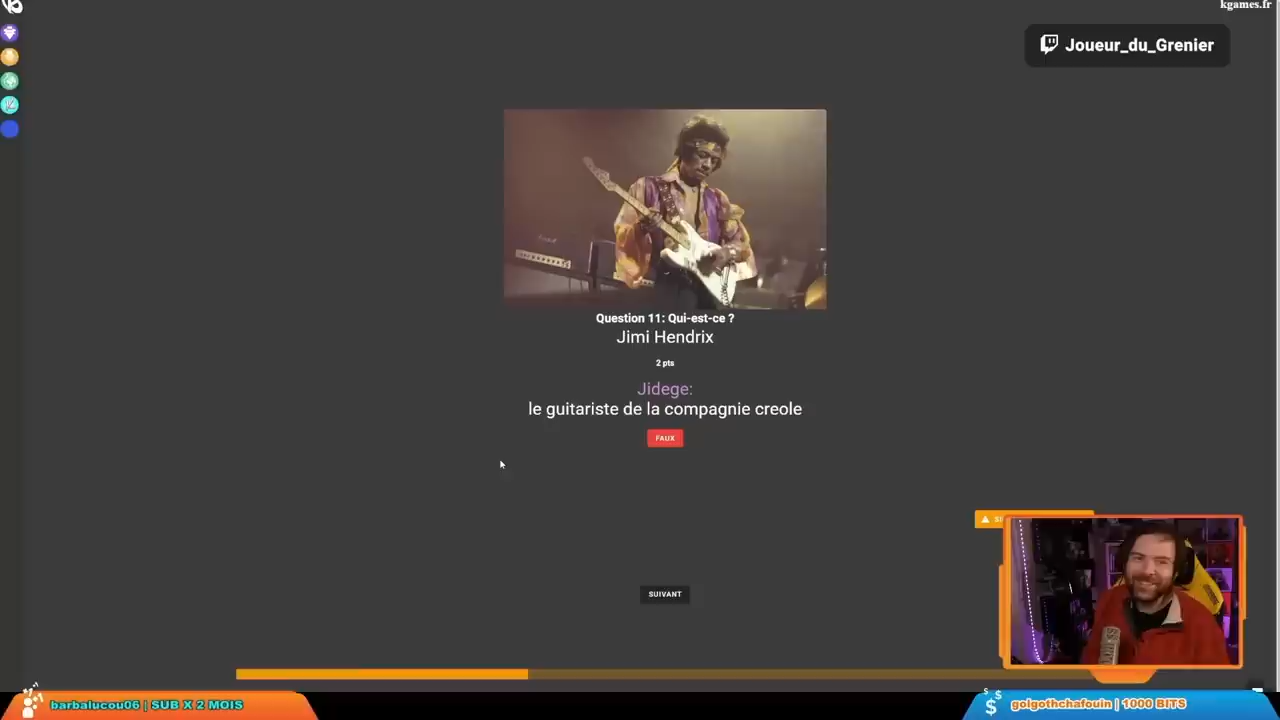 kgames.fr
Joueur_du_Grenier
Question 11: Qui-est-ce ?
Jimi Hendrix
2 pts
Jidege:
le guitariste de la compagnie creole
FAUX
SUIVANT
barbalucou06 | SUB X 2 MOIS
$ $
$ golgothchafouin | 1000 BITS